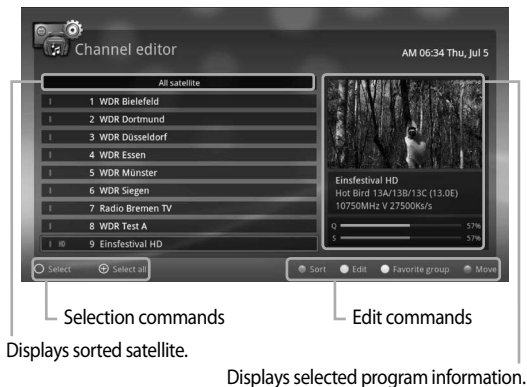 Channel editor
AM 06:34 Thu, Jul 5
All satellite
1 WDR Bielefeld
2 WDR Dortmund
3 WDR Düsseldorf
4 WDR Essen
5 WDR Münster
6 WDR Siegen
7 Radio Bremen TV
8 WDR Test A
HD 9 Einsfestival HD
Einsfestival HD
Hot Bird 13A/13B/13C (13.0E)
10750MHz V 27500Ks/s
Q 57%
S 57%
Select
Select all
Sort
Edit
Favorite group
Move
Selection commands
Edit commands
Displays sorted satellite.
Displays selected program information.